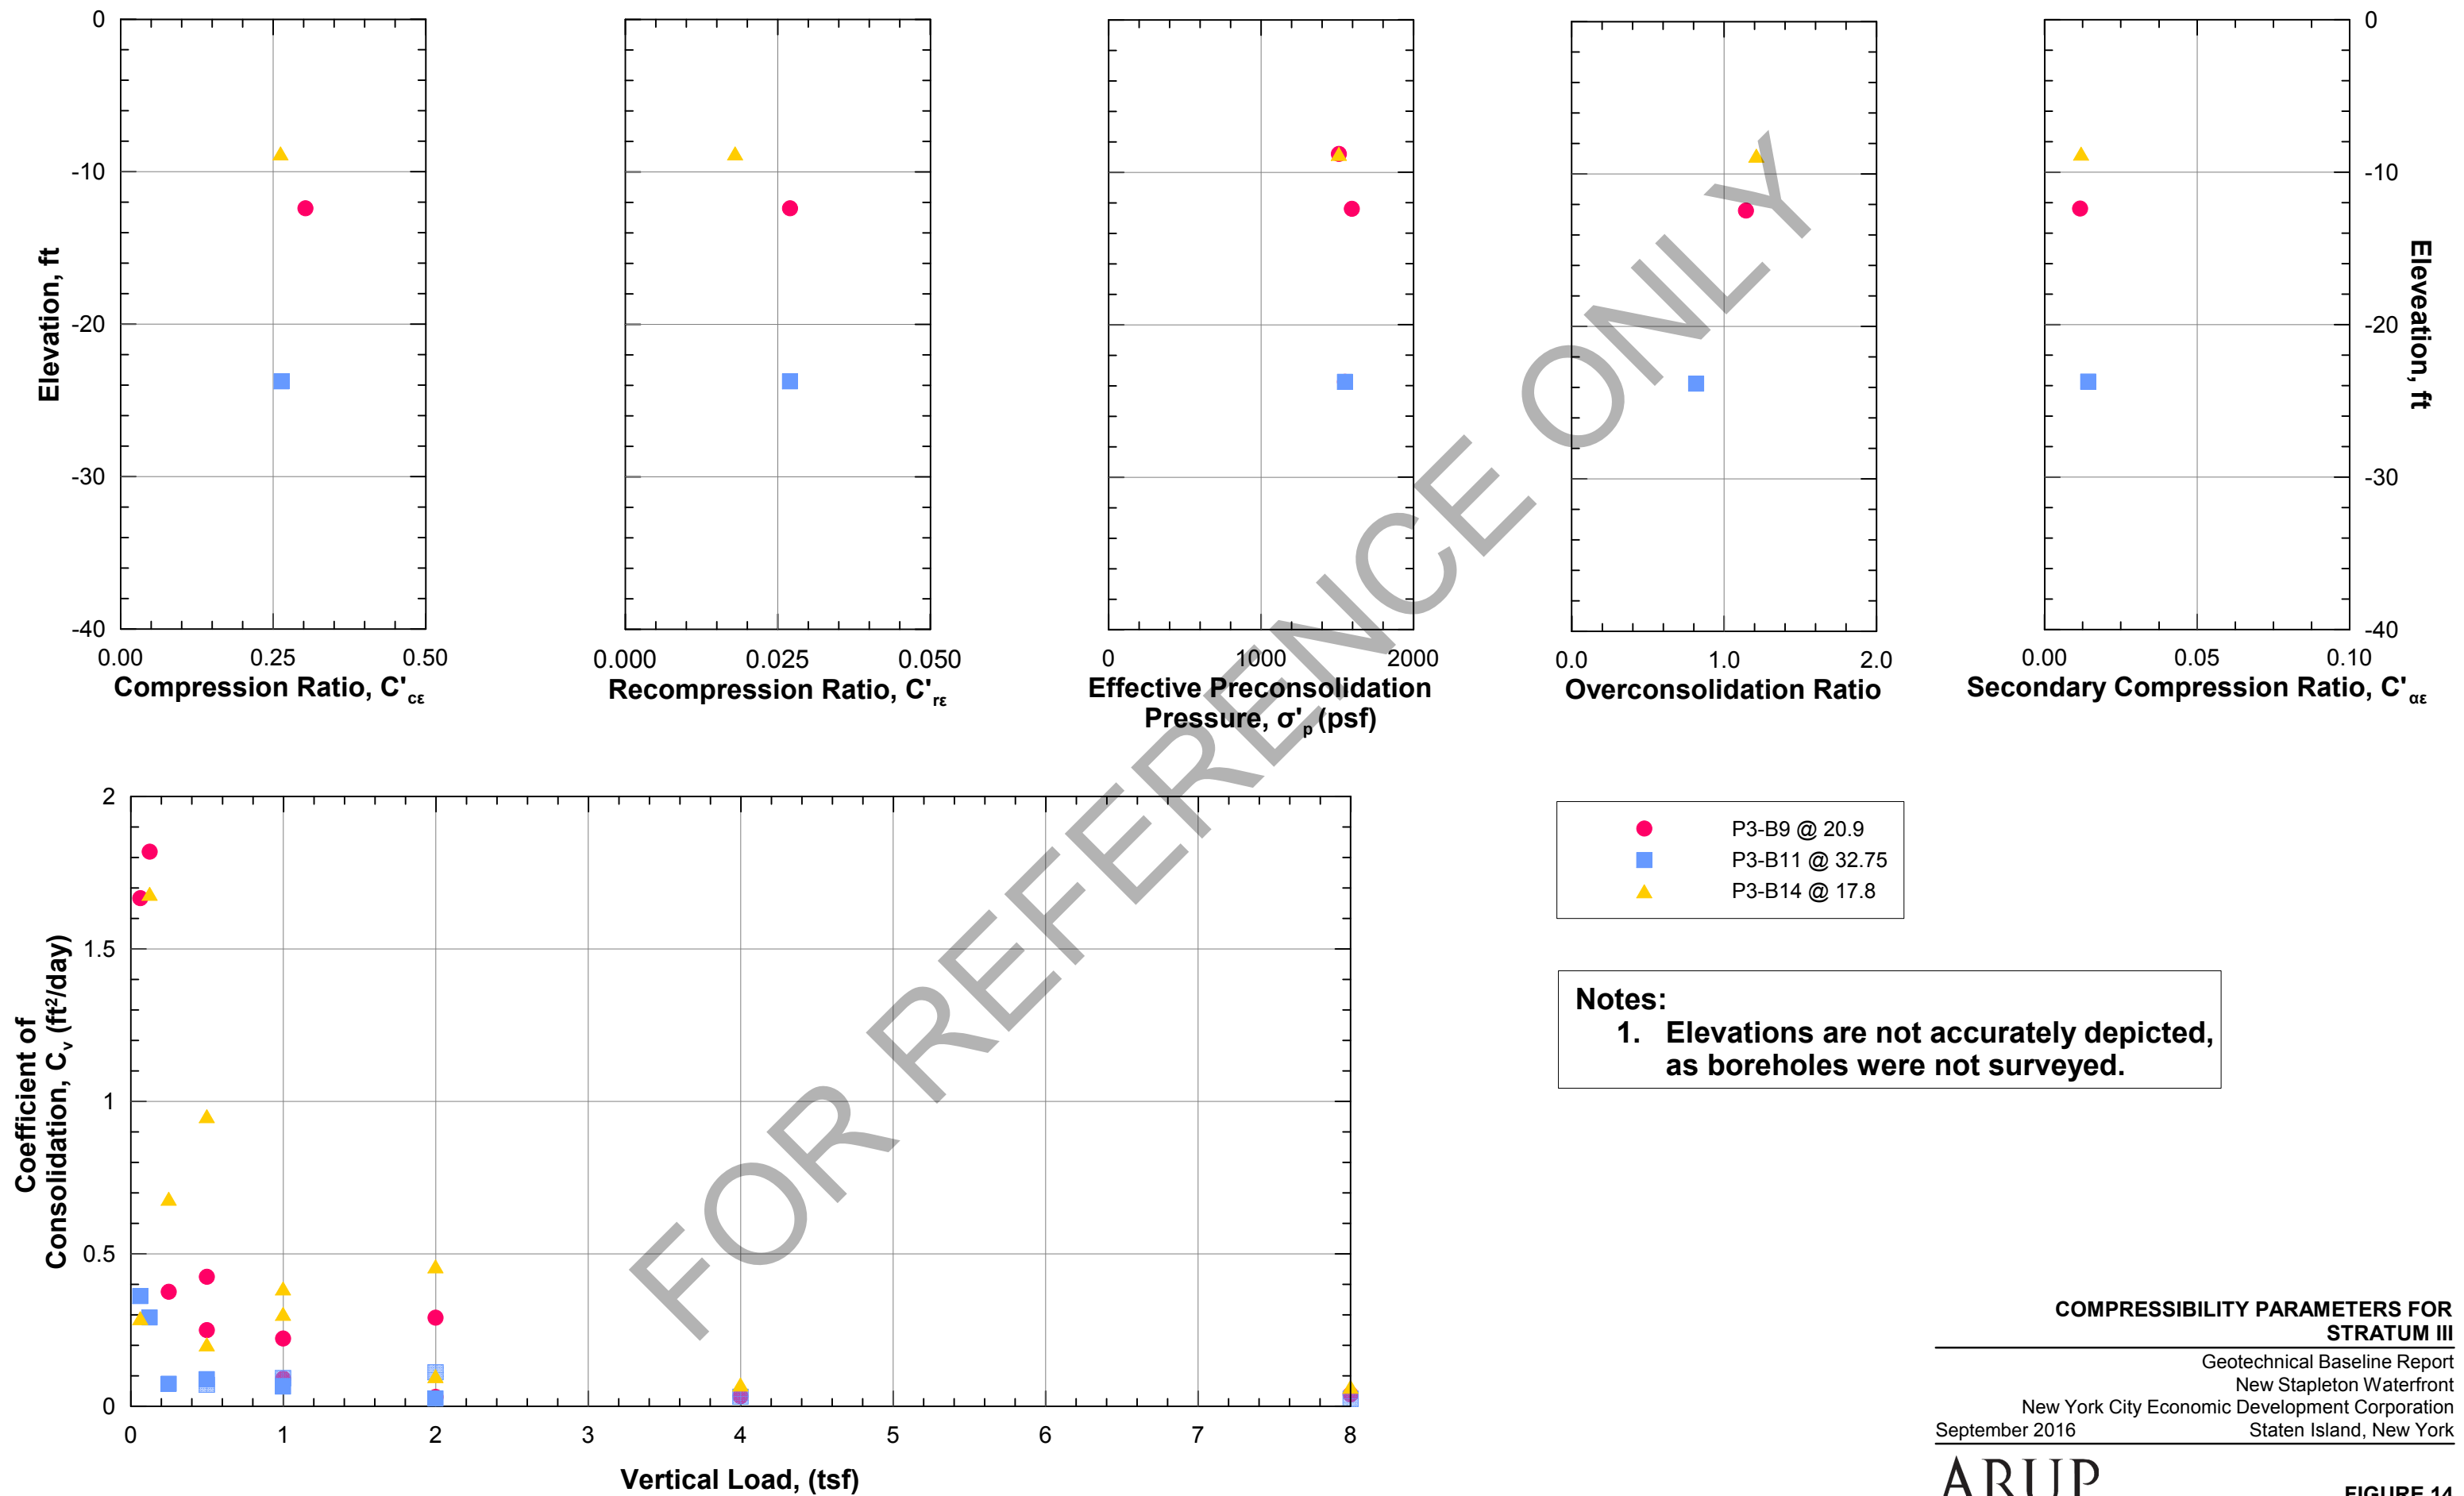 0
-10
-20
-30
-40
Elevation, ft
0.00 0.25 0.50
Compression Ratio, C'cε
0.000 0.025 0.050
Recompression Ratio, C'rε
0 1000 2000
Effective Preconsolidation
Pressure, σ'p (psf)
0.0 1.0 2.0
Overconsolidation Ratio
0.00 0.05 0.10
Secondary Compression Ratio, C'αε
0
-10
-20
-30
-40
Eleveation, ft
FOR REFERENCE ONLY
2
1.5
1
0.5
0
Coefficient of
Consolidation, Cv (ft²/day)
0 1 2 3 4 5 6 7 8
Vertical Load, (tsf)
P3-B9 @ 20.9
P3-B11 @ 32.75
P3-B14 @ 17.8
Notes:
1. Elevations are not accurately depicted,
as boreholes were not surveyed.
COMPRESSIBILITY PARAMETERS FOR
STRATUM III
Geotechnical Baseline Report
New Stapleton Waterfront
New York City Economic Development Corporation
September 2016 Staten Island, New York
ARUP
FIGURE 14